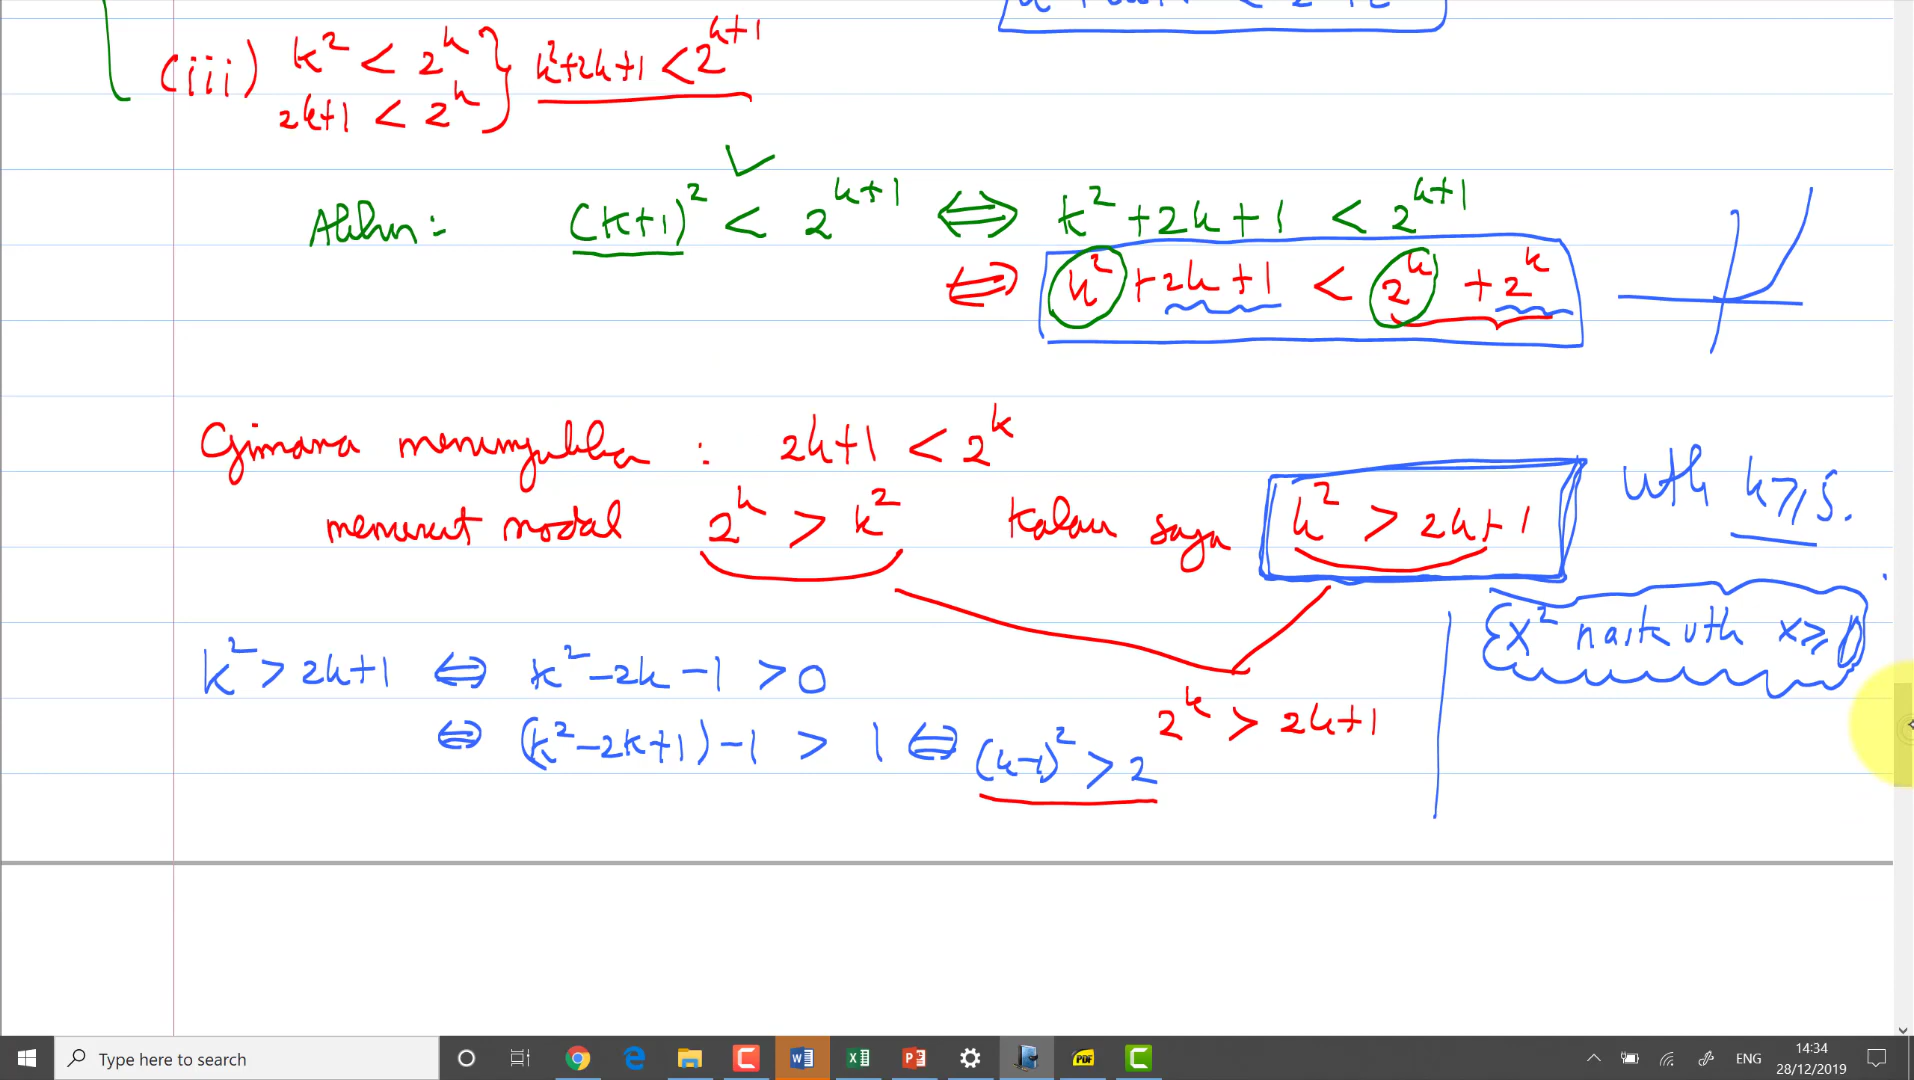 (iii) k² < 2^k } k²+2k+1 < 2^(k+1)
2k+1 < 2^k
(k+1)² < 2^(k+1) ⇔ k² + 2k + 1 < 2^(k+1)
⇔ k² + 2k + 1 < 2^k + 2^k
Gimana : 2k+1 < 2^k
menurut modal 2^k > k² Kalau saya k² > 2k+1 utk k ≥ 5.
{x² naik utk x ≥ 0
k² > 2k+1 ⇔ k² - 2k - 1 > 0
2^k > 2k+1
⇔ (k² - 2k + 1) - 1 > 1 ⇔ (k-1)² > 2
Type here to search
ENG
14:34
28/12/2019